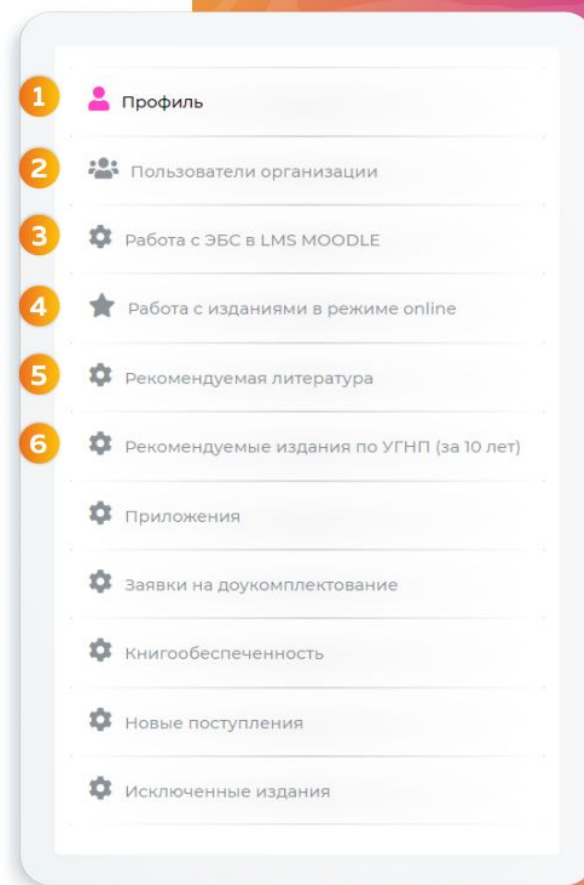 1 Профиль
2 Пользователи организации
3 Работа с ЭБС в LMS MOODLE
4 Работа с изданиями в режиме online
5 Рекомендуемая литература
6 Рекомендуемые издания по УГНП (за 10 лет)
Приложения
Заявки на доукомплектование
Книгообеспеченность
Новые поступления
Исключенные издания